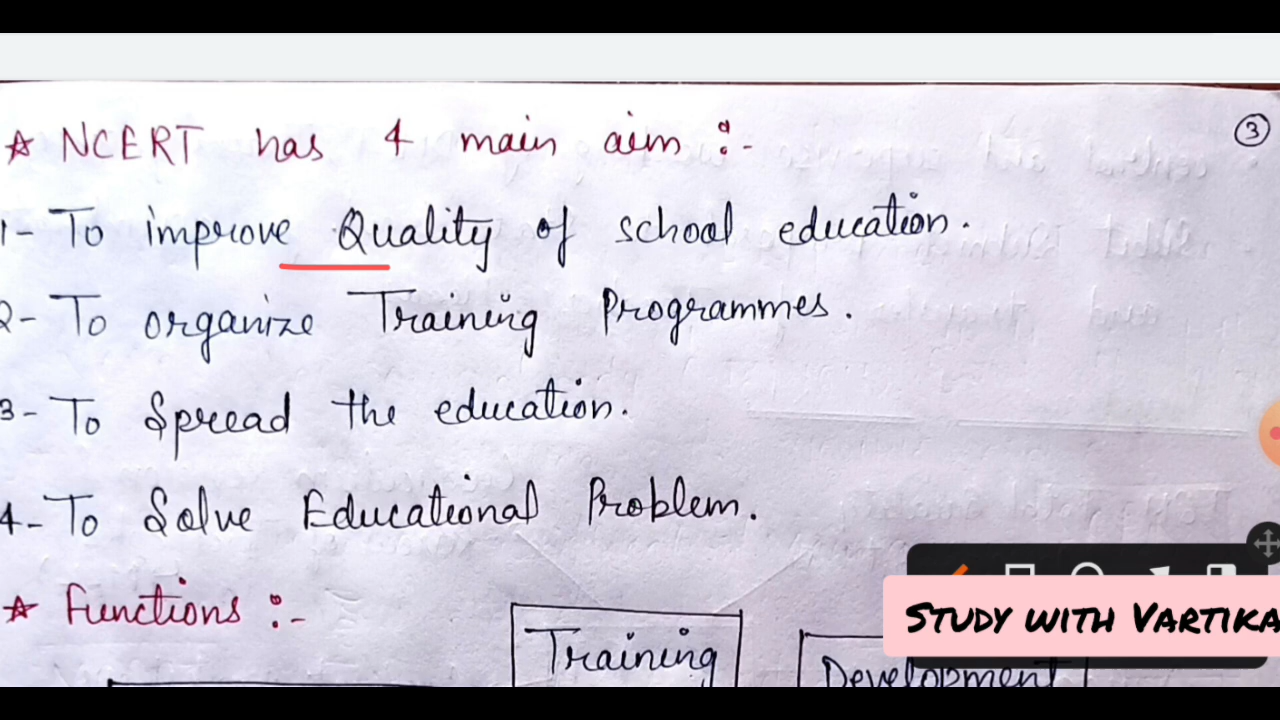 3
☆ NCERT has 4 main aim :-
1- To improve Quality of school education.
2- To organize Training Programmes.
3- To Spread the education.
4- To Solve Educational Problem.
☆ Functions :-
Training
Development
Study with Vartika